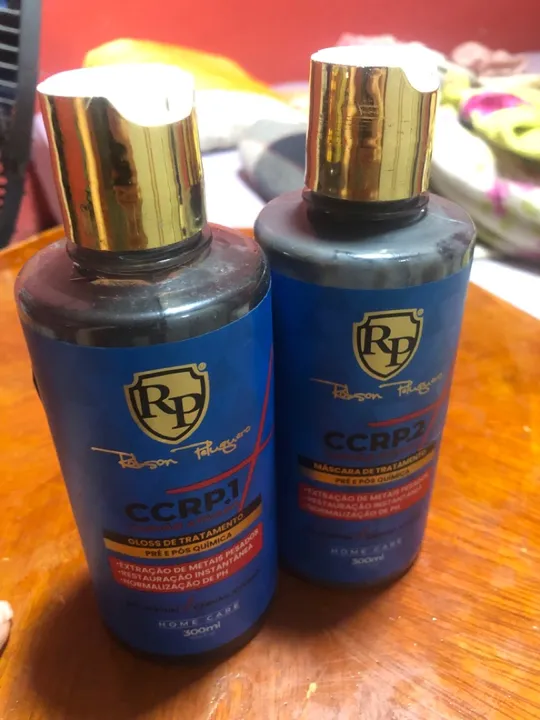 RP
Robson Peluquero
CCRP.1
GLOSS DE TRATAMENTO
PRÉ E PÓS QUÍMICA
•EXTRAÇÃO DE METAIS PESADOS
•RESTAURAÇÃO INSTANTÂNEA
•NORMALIZAÇÃO DE PH
HOME CARE
300ml
RP
Robson Peluquero
CCRP.2
MÁSCARA DE TRATAMENTO
PRÉ E PÓS QUÍMICA
•EXTRAÇÃO DE METAIS PESADOS
•RESTAURAÇÃO INSTANTÂNEA
•NORMALIZAÇÃO DE PH
HOME CARE
300ml